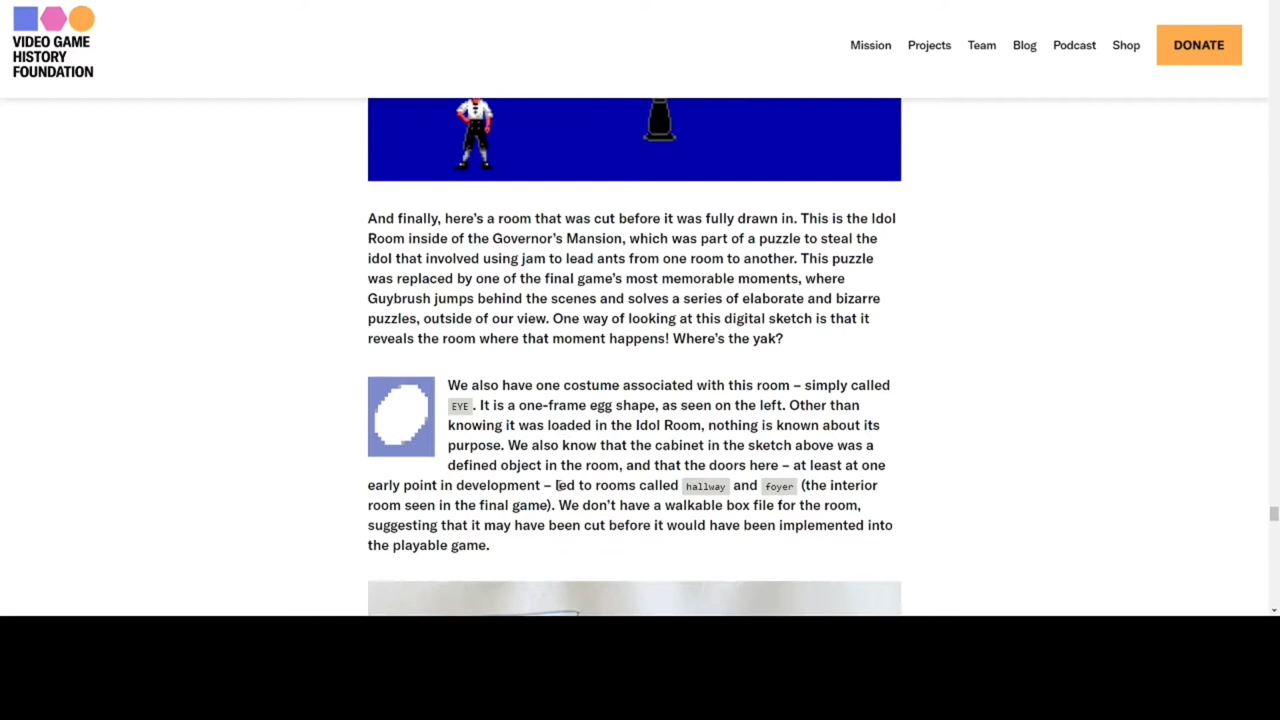 VIDEO GAME
HISTORY
FOUNDATION
Mission Projects Team Blog Podcast Shop DONATE
And finally, here's a room that was cut before it was fully drawn in. This is the Idol
Room inside of the Governor's Mansion, which was part of a puzzle to steal the
idol that involved using jam to lead ants from one room to another. This puzzle
was replaced by one of the final game's most memorable moments, where
Guybrush jumps behind the scenes and solves a series of elaborate and bizarre
puzzles, outside of our view. One way of looking at this digital sketch is that it
reveals the room where that moment happens! Where's the yak?
We also have one costume associated with this room – simply called
EYE. It is a one-frame egg shape, as seen on the left. Other than
knowing it was loaded in the Idol Room, nothing is known about its
purpose. We also know that the cabinet in the sketch above was a
defined object in the room, and that the doors here – at least at one
early point in development – led to rooms called hallway and foyer (the interior
room seen in the final game). We don't have a walkable box file for the room,
suggesting that it may have been cut before it would have been implemented into
the playable game.